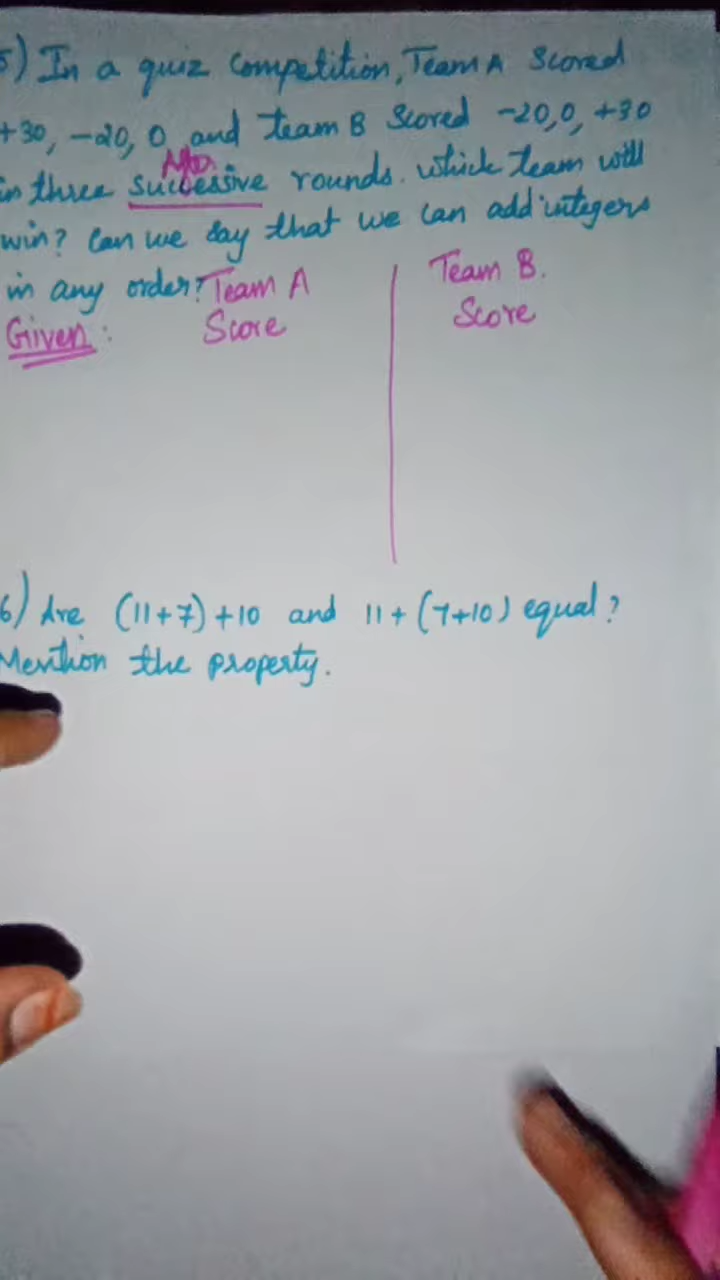 5) In a quiz competition, Team A Scored
+30, -20, 0 and team B Scored -20,0, +30
in three successive rounds. which team will
win? Can we say that we can add integers
in any order? Team A
Team B.
Given: Score
Score
6) Are (11+7)+10 and 11+(7+10) equal?
Mention the property.